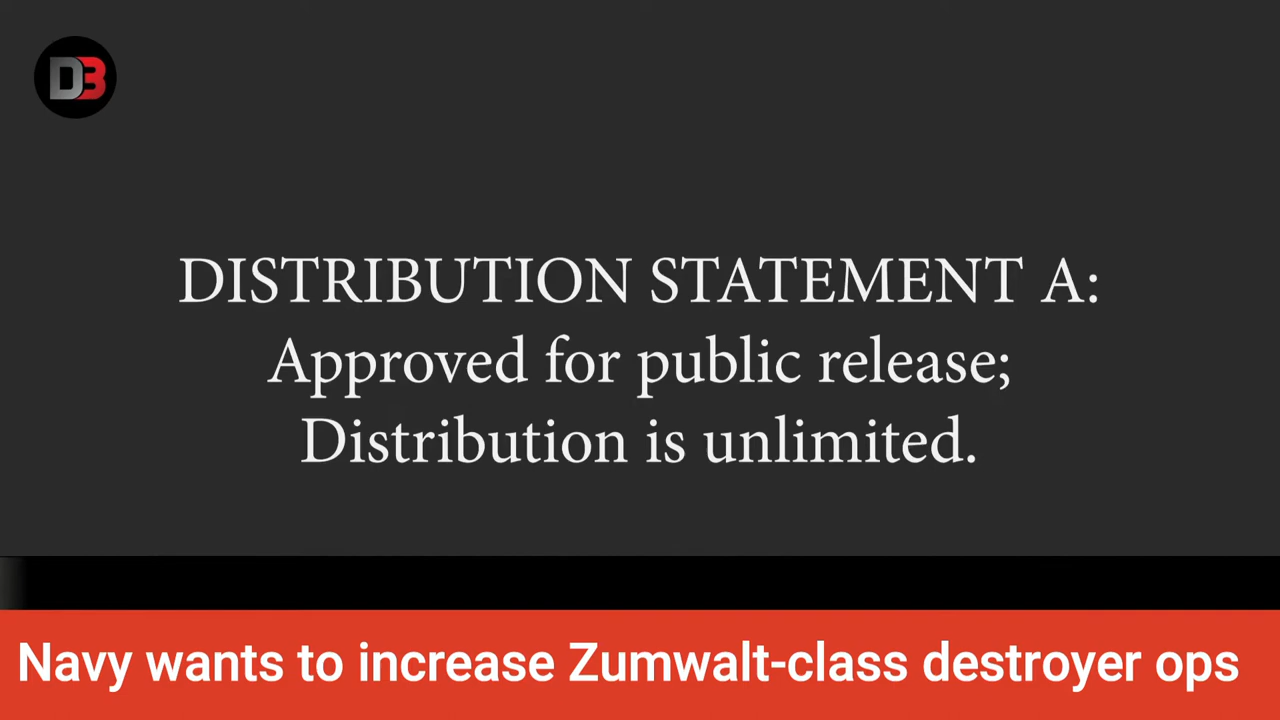 D3
DISTRIBUTION STATEMENT A:
Approved for public release;
Distribution is unlimited.
Navy wants to increase Zumwalt-class destroyer ops